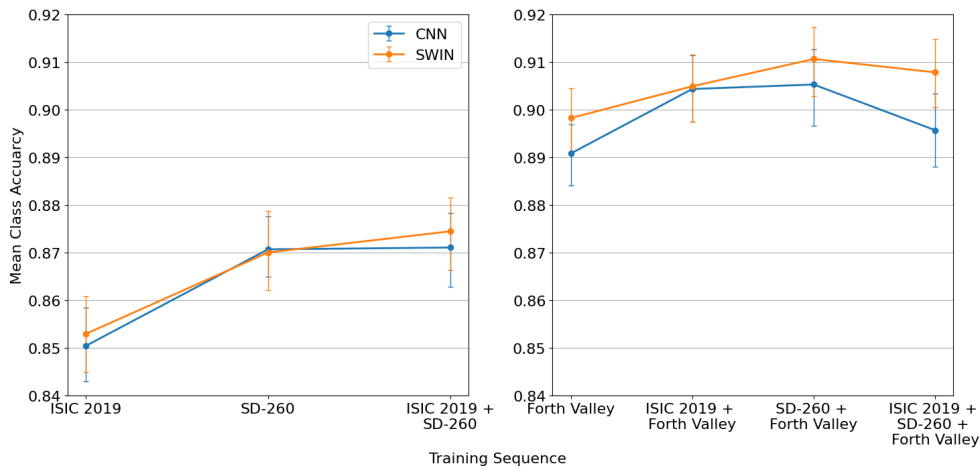 Mean Class Accuarcy
0.92
0.91
0.90
0.89
0.88
0.87
0.86
0.85
0.84
CNN
SWIN
ISIC 2019
SD-260
ISIC 2019 +
SD-260
0.92
0.91
0.90
0.89
0.88
0.87
0.86
0.85
0.84
Forth Valley
ISIC 2019 +
Forth Valley
SD-260 +
Forth Valley
ISIC 2019 +
SD-260 +
Forth Valley
Training Sequence